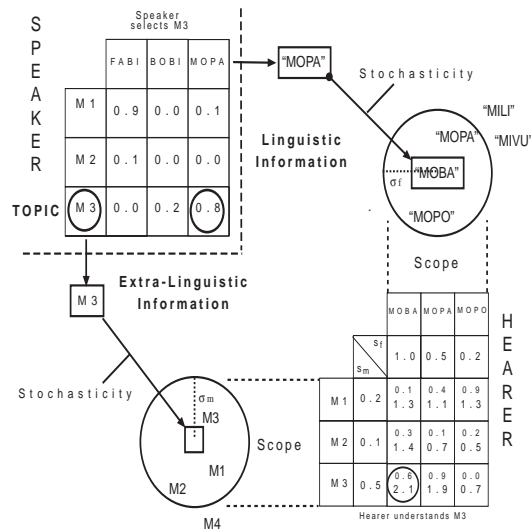 SPEAKER
Speaker
selects M3
FABI BOBI MOPA
M1 0.9 0.0 0.1
M2 0.1 0.0 0.0
TOPIC M3 0.0 0.2 0.8
"MOPA"
Stochasticity
Linguistic
Information
"MILI"
"MOPA" "MIVU"
"MOBA"
σf
"MOPO"
Scope
M3
Extra-Linguistic
Information
Stochasticity
σm
M3
M1
M2
M4
Scope
HEARER
MOBA MOPA MOPO
sf
sm
1.0 0.5 0.2
0.1 0.4 0.9
M1 0.2
1.3 1.1 1.3
0.3 0.1 0.2
M2 0.1
1.4 0.7 0.5
0.6 0.9 0.0
M3 0.5
2.1 1.9 0.7
Hearer understands M3